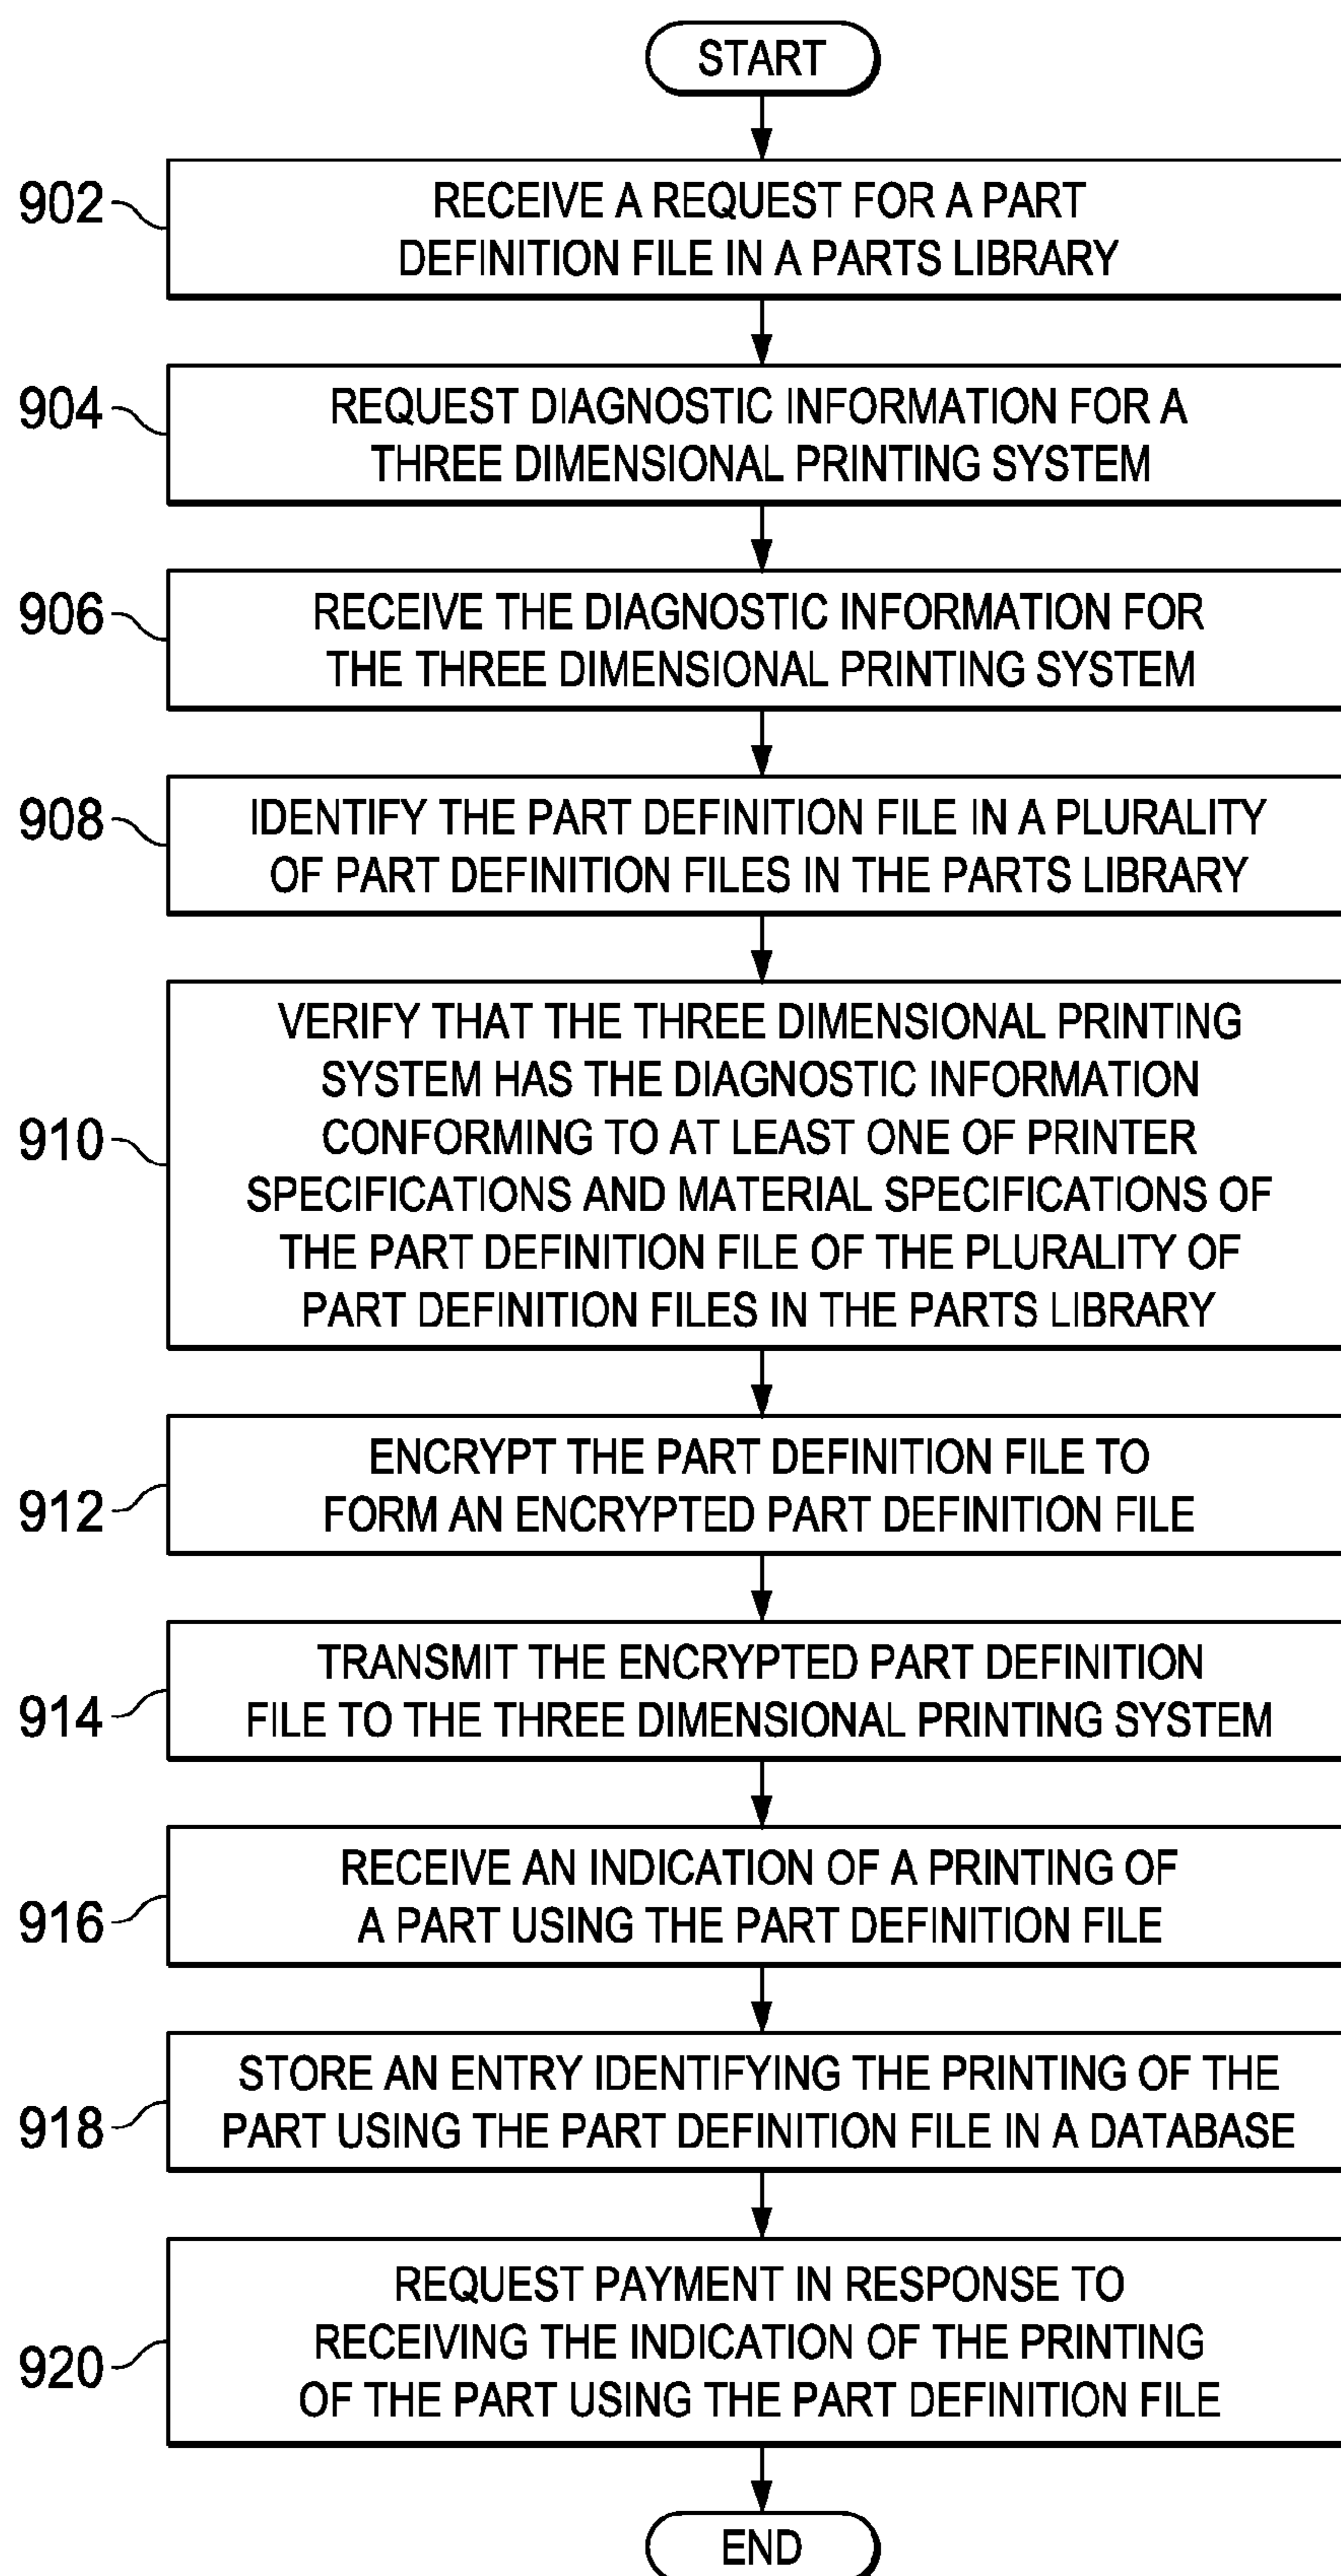 START
902
RECEIVE A REQUEST FOR A PART
DEFINITION FILE IN A PARTS LIBRARY
904
REQUEST DIAGNOSTIC INFORMATION FOR A
THREE DIMENSIONAL PRINTING SYSTEM
906
RECEIVE THE DIAGNOSTIC INFORMATION FOR
THE THREE DIMENSIONAL PRINTING SYSTEM
908
IDENTIFY THE PART DEFINITION FILE IN A PLURALITY
OF PART DEFINITION FILES IN THE PARTS LIBRARY
910
VERIFY THAT THE THREE DIMENSIONAL PRINTING
SYSTEM HAS THE DIAGNOSTIC INFORMATION
CONFORMING TO AT LEAST ONE OF PRINTER
SPECIFICATIONS AND MATERIAL SPECIFICATIONS OF
THE PART DEFINITION FILE OF THE PLURALITY OF
PART DEFINITION FILES IN THE PARTS LIBRARY
912
ENCRYPT THE PART DEFINITION FILE TO
FORM AN ENCRYPTED PART DEFINITION FILE
914
TRANSMIT THE ENCRYPTED PART DEFINITION
FILE TO THE THREE DIMENSIONAL PRINTING SYSTEM
916
RECEIVE AN INDICATION OF A PRINTING OF
A PART USING THE PART DEFINITION FILE
918
STORE AN ENTRY IDENTIFYING THE PRINTING OF THE
PART USING THE PART DEFINITION FILE IN A DATABASE
920
REQUEST PAYMENT IN RESPONSE TO
RECEIVING THE INDICATION OF THE PRINTING
OF THE PART USING THE PART DEFINITION FILE
END